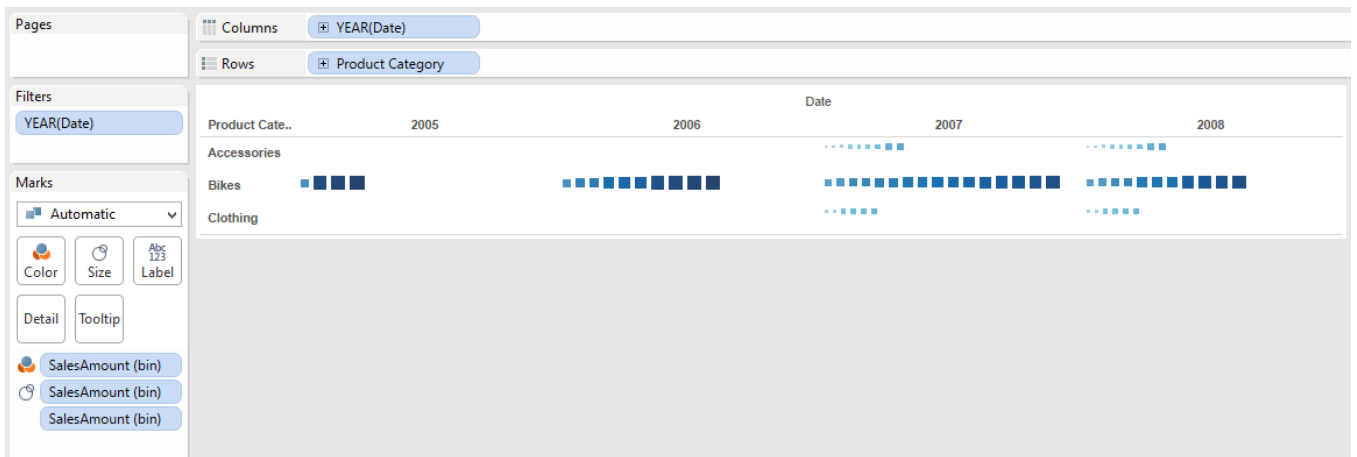 Pages
Columns
YEAR(Date)
Rows
Product Category
Filters
YEAR(Date)
Date
Product Cate..
2005
2006
2007
2008
Accessories
Bikes
Clothing
Marks
Automatic
Color
Size
Abc
123
Label
Detail
Tooltip
SalesAmount (bin)
SalesAmount (bin)
SalesAmount (bin)